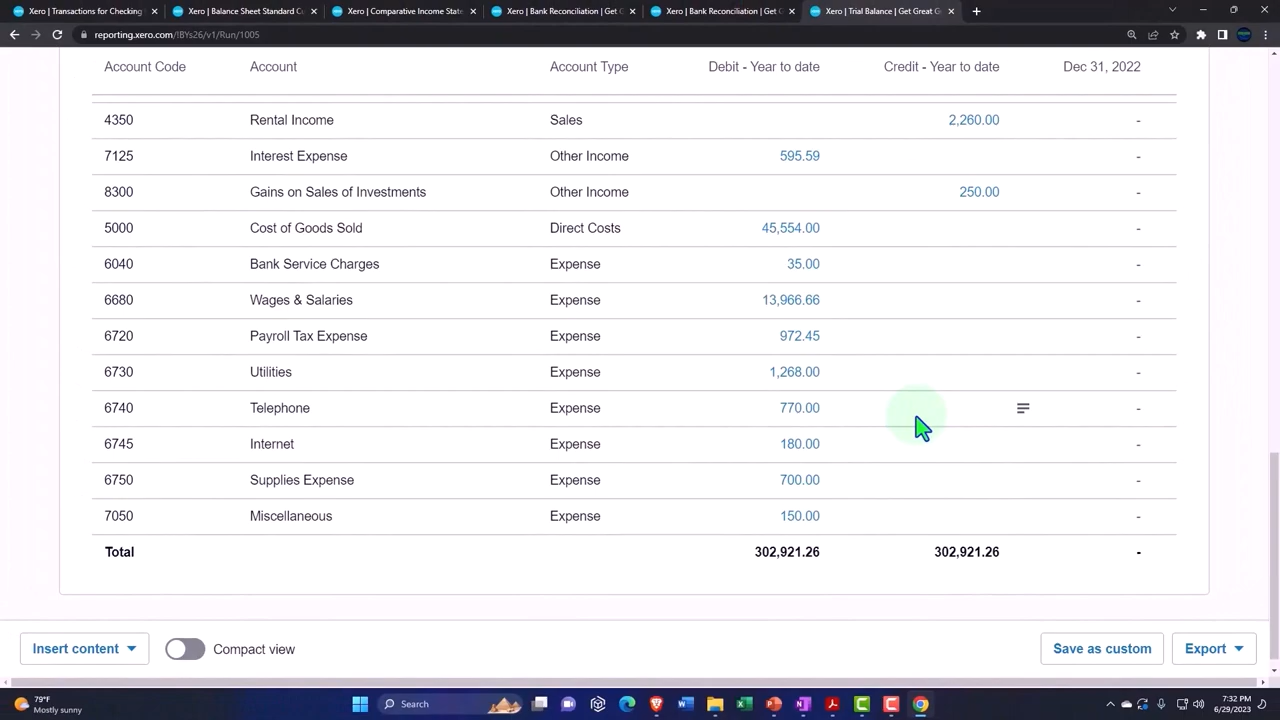 Xero | Transactions for Checking
Xero | Balance Sheet Standard Cu
Xero | Comparative Income State
Xero | Bank Reconciliation | Get G
Xero | Bank Reconciliation | Get G
Xero | Trial Balance | Get Great G
reporting.xero.com/!BYs26/v1/Run/1005
Account Code Account Account Type Debit - Year to date Credit - Year to date Dec 31, 2022
4350 Rental Income Sales 2,260.00 -
7125 Interest Expense Other Income 595.59 -
8300 Gains on Sales of Investments Other Income 250.00 -
5000 Cost of Goods Sold Direct Costs 45,554.00 -
6040 Bank Service Charges Expense 35.00 -
6680 Wages & Salaries Expense 13,966.66 -
6720 Payroll Tax Expense Expense 972.45 -
6730 Utilities Expense 1,268.00 -
6740 Telephone Expense 770.00 -
6745 Internet Expense 180.00 -
6750 Supplies Expense Expense 700.00 -
7050 Miscellaneous Expense 150.00 -
Total 302,921.26 302,921.26 -
Insert content Compact view Save as custom Export
79°F
Mostly sunny
Search
7:32 PM
6/29/2023